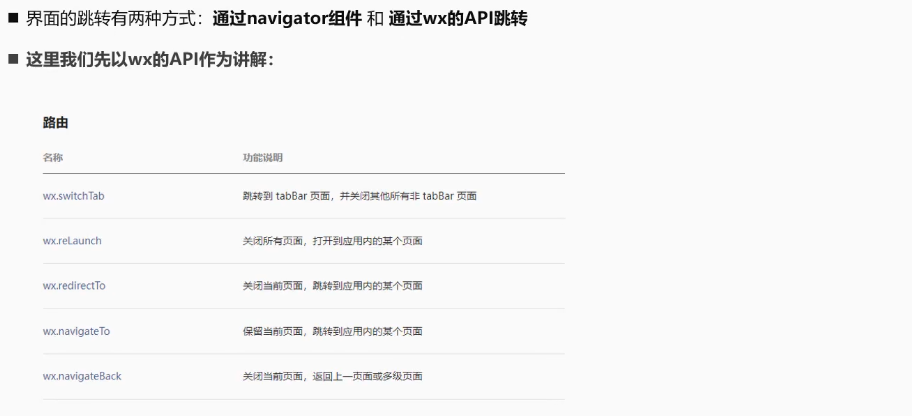 界面的跳转有两种方式：通过navigator组件 和 通过wx的API跳转
这里我们先以wx的API作为讲解：
路由
名称 功能说明
wx.switchTab 跳转到 tabBar 页面，并关闭其他所有非 tabBar 页面
wx.reLaunch 关闭所有页面，打开到应用内的某个页面
wx.redirectTo 关闭当前页面，跳转到应用内的某个页面
wx.navigateTo 保留当前页面，跳转到应用内的某个页面
wx.navigateBack 关闭当前页面，返回上一页面或多级页面